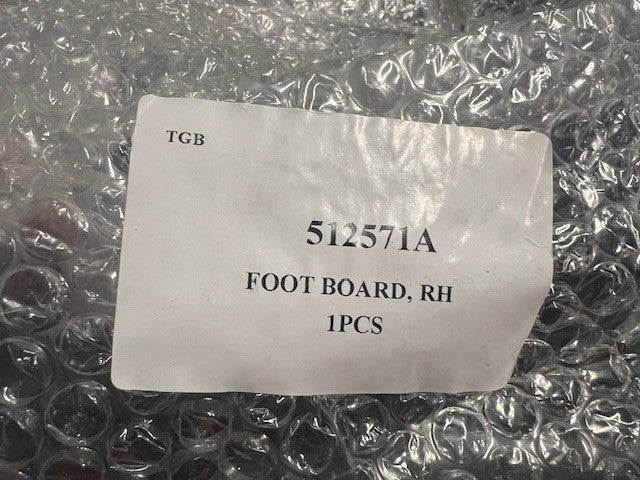 TGB
512571A
FOOT BOARD, RH
1PCS